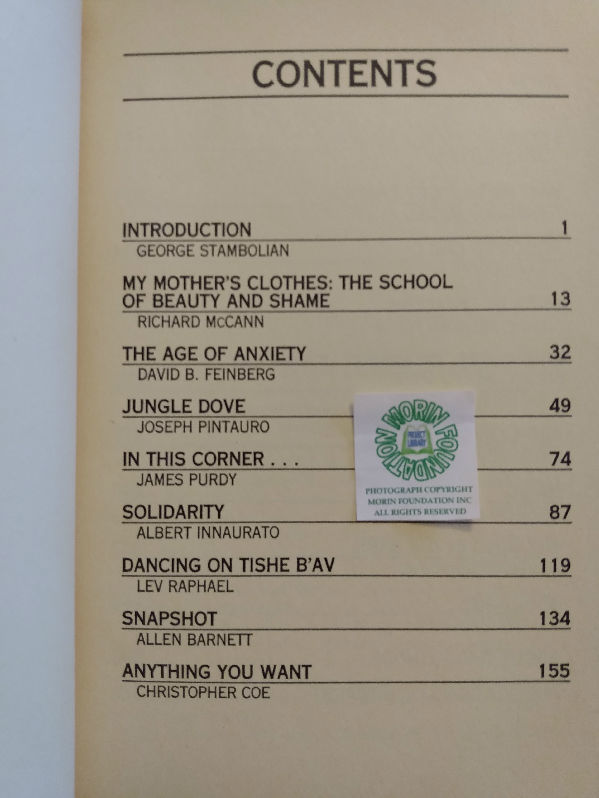 CONTENTS
INTRODUCTION 1
GEORGE STAMBOLIAN
MY MOTHER'S CLOTHES: THE SCHOOL
OF BEAUTY AND SHAME 13
RICHARD McCANN
THE AGE OF ANXIETY 32
DAVID B. FEINBERG
JUNGLE DOVE 49
JOSEPH PINTAURO
IN THIS CORNER . . . 74
JAMES PURDY
SOLIDARITY 87
ALBERT INNAURATO
DANCING ON TISHE B'AV 119
LEV RAPHAEL
SNAPSHOT 134
ALLEN BARNETT
ANYTHING YOU WANT 155
CHRISTOPHER COE
MORIN FOUNDATION
PROJECT
LIBRARY
PHOTOGRAPH COPYRIGHT
MORIN FOUNDATION INC
ALL RIGHTS RESERVED